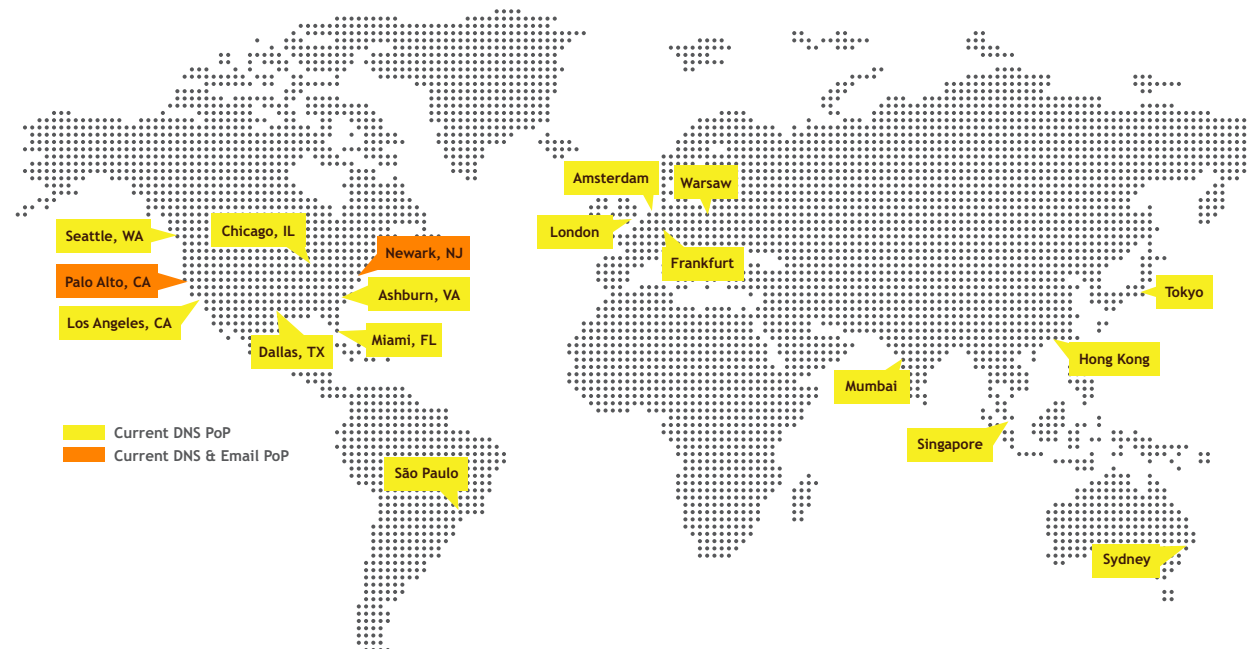 Amsterdam
Warsaw
Seattle, WA
Chicago, IL
London
Newark, NJ
Frankfurt
Palo Alto, CA
Ashburn, VA
Tokyo
Los Angeles, CA
Miami, FL
Dallas, TX
Hong Kong
Mumbai
Current DNS PoP
Singapore
Current DNS & Email PoP
São Paulo
Sydney